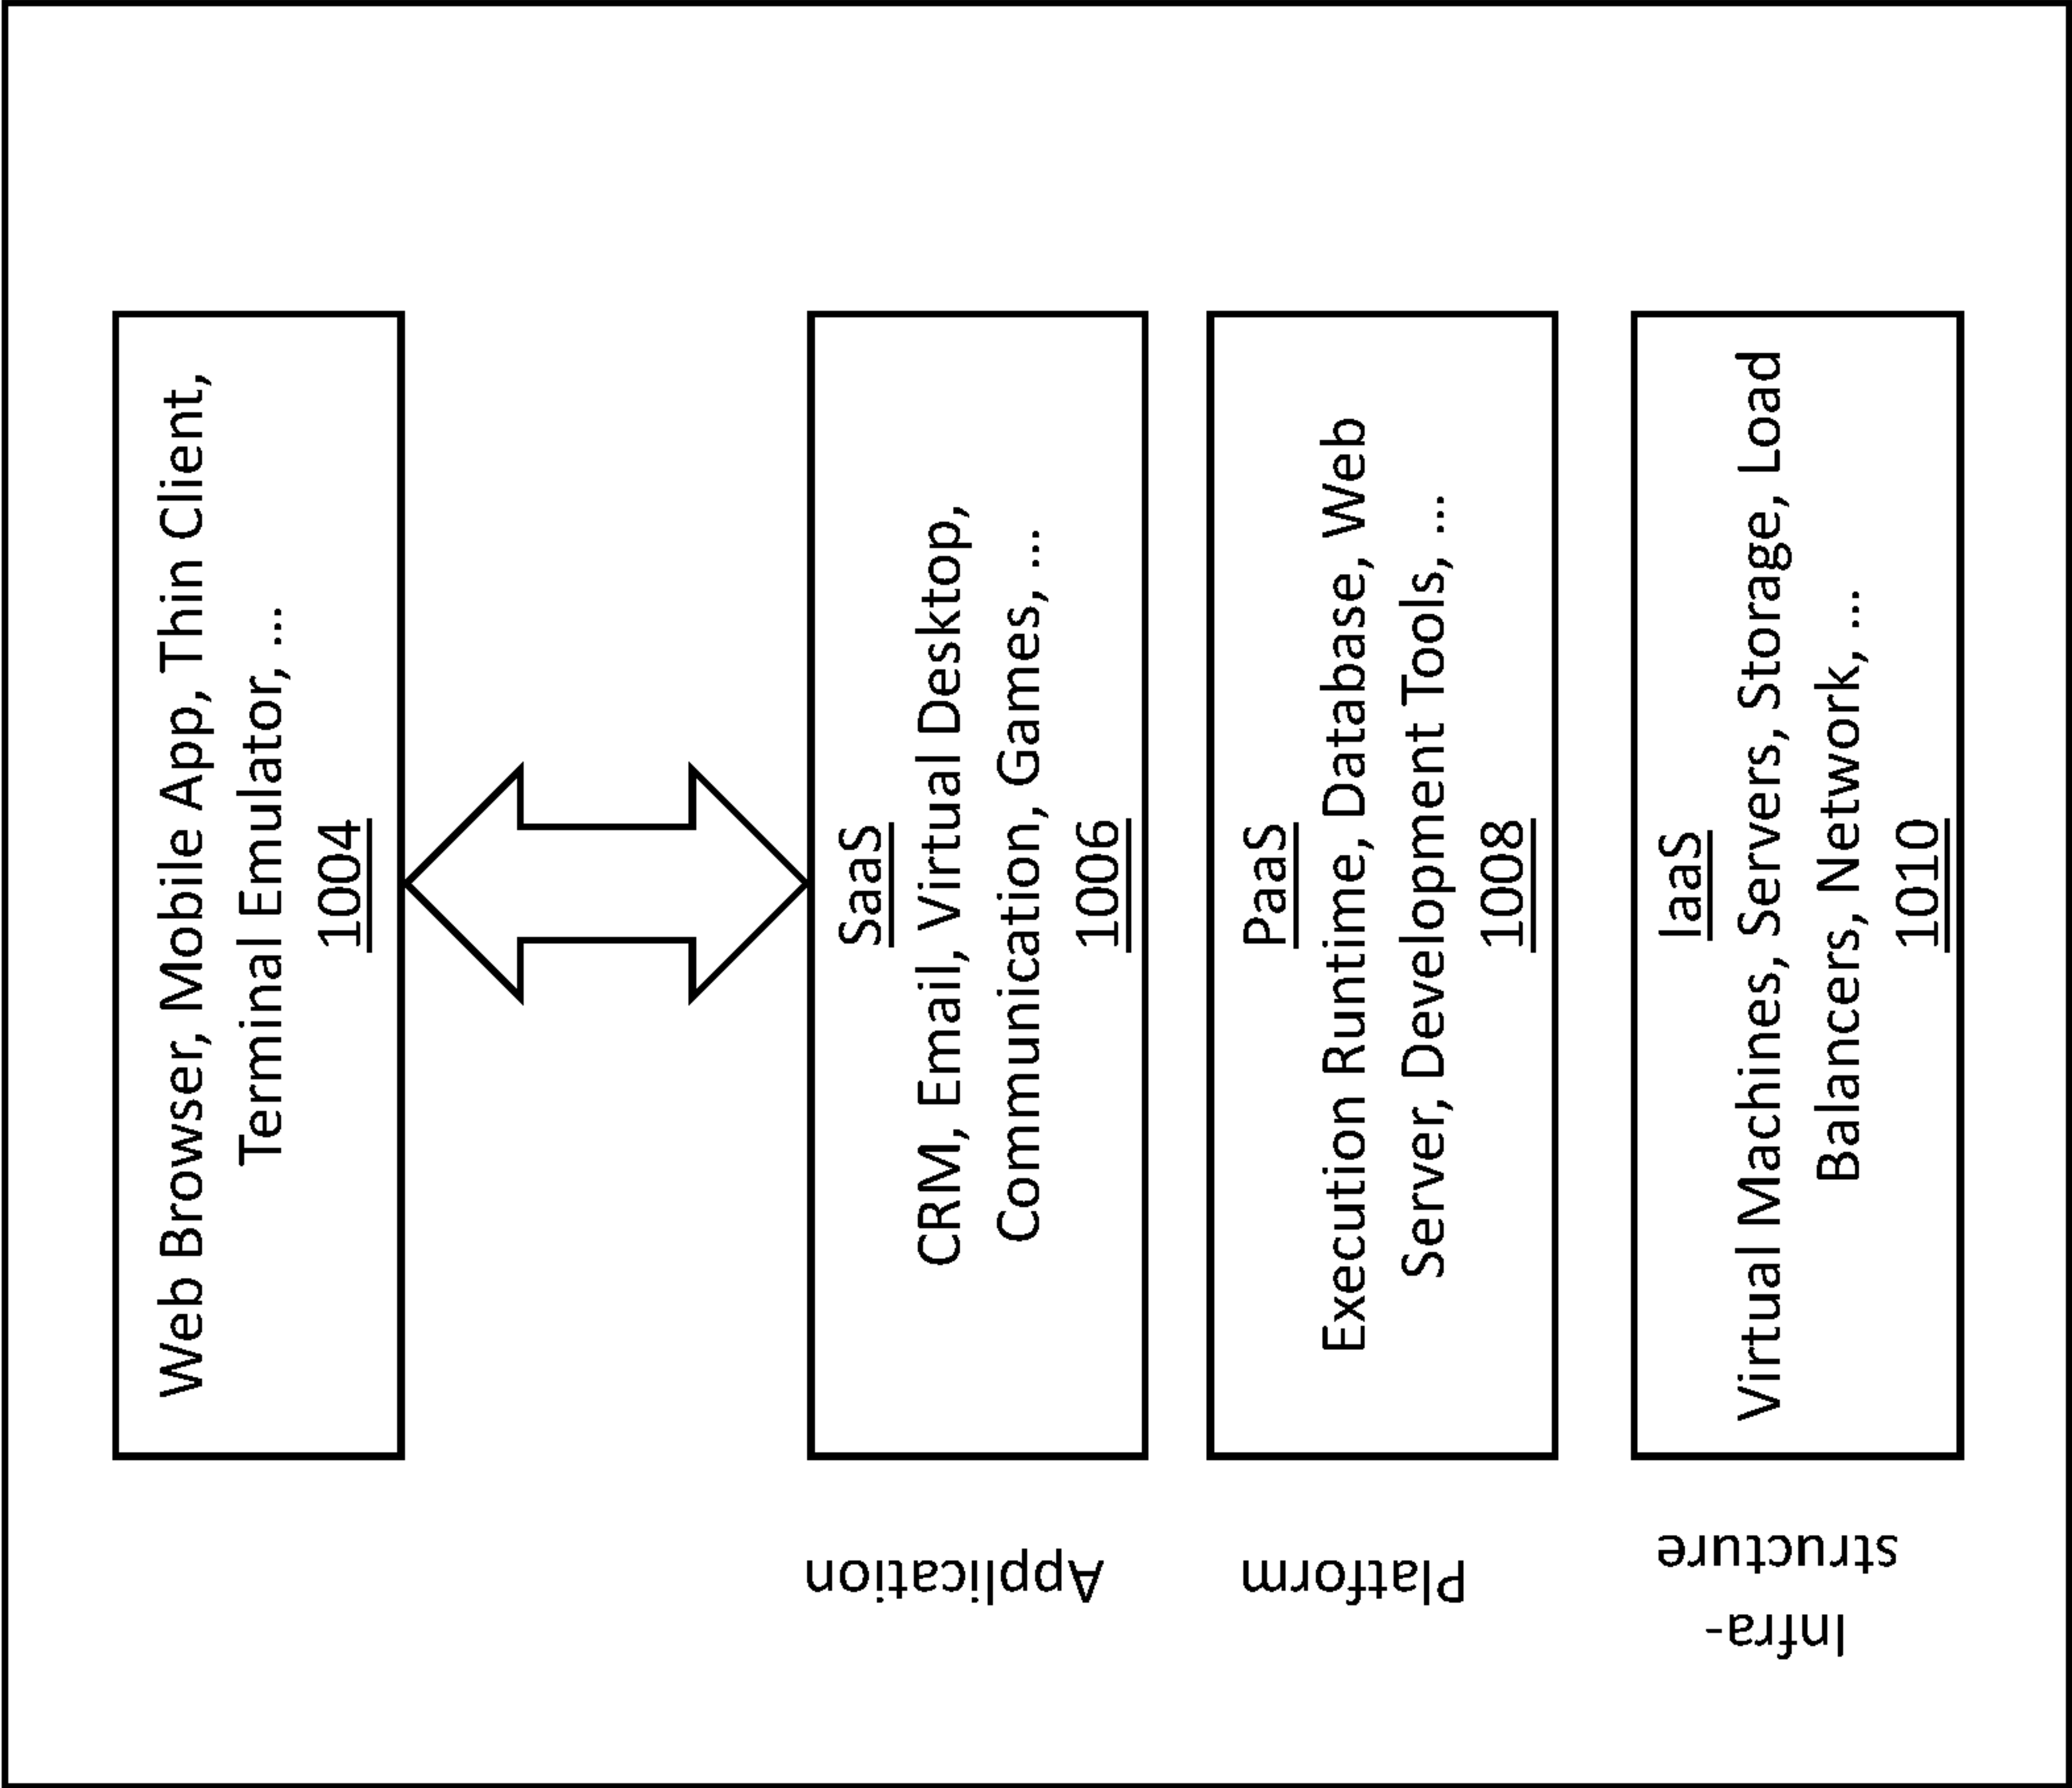 Web Browser, Mobile App, Thin Client,
Terminal Emulator, ...
1004
Application
SaaS
CRM, Email, Virtual Desktop,
Communication, Games, ...
1006
Platform
PaaS
Execution Runtime, Database, Web
Server, Development Tools, ...
1008
Infra-
structure
IaaS
Virtual Machines, Servers, Storage, Load
Balancers, Network, ...
1010